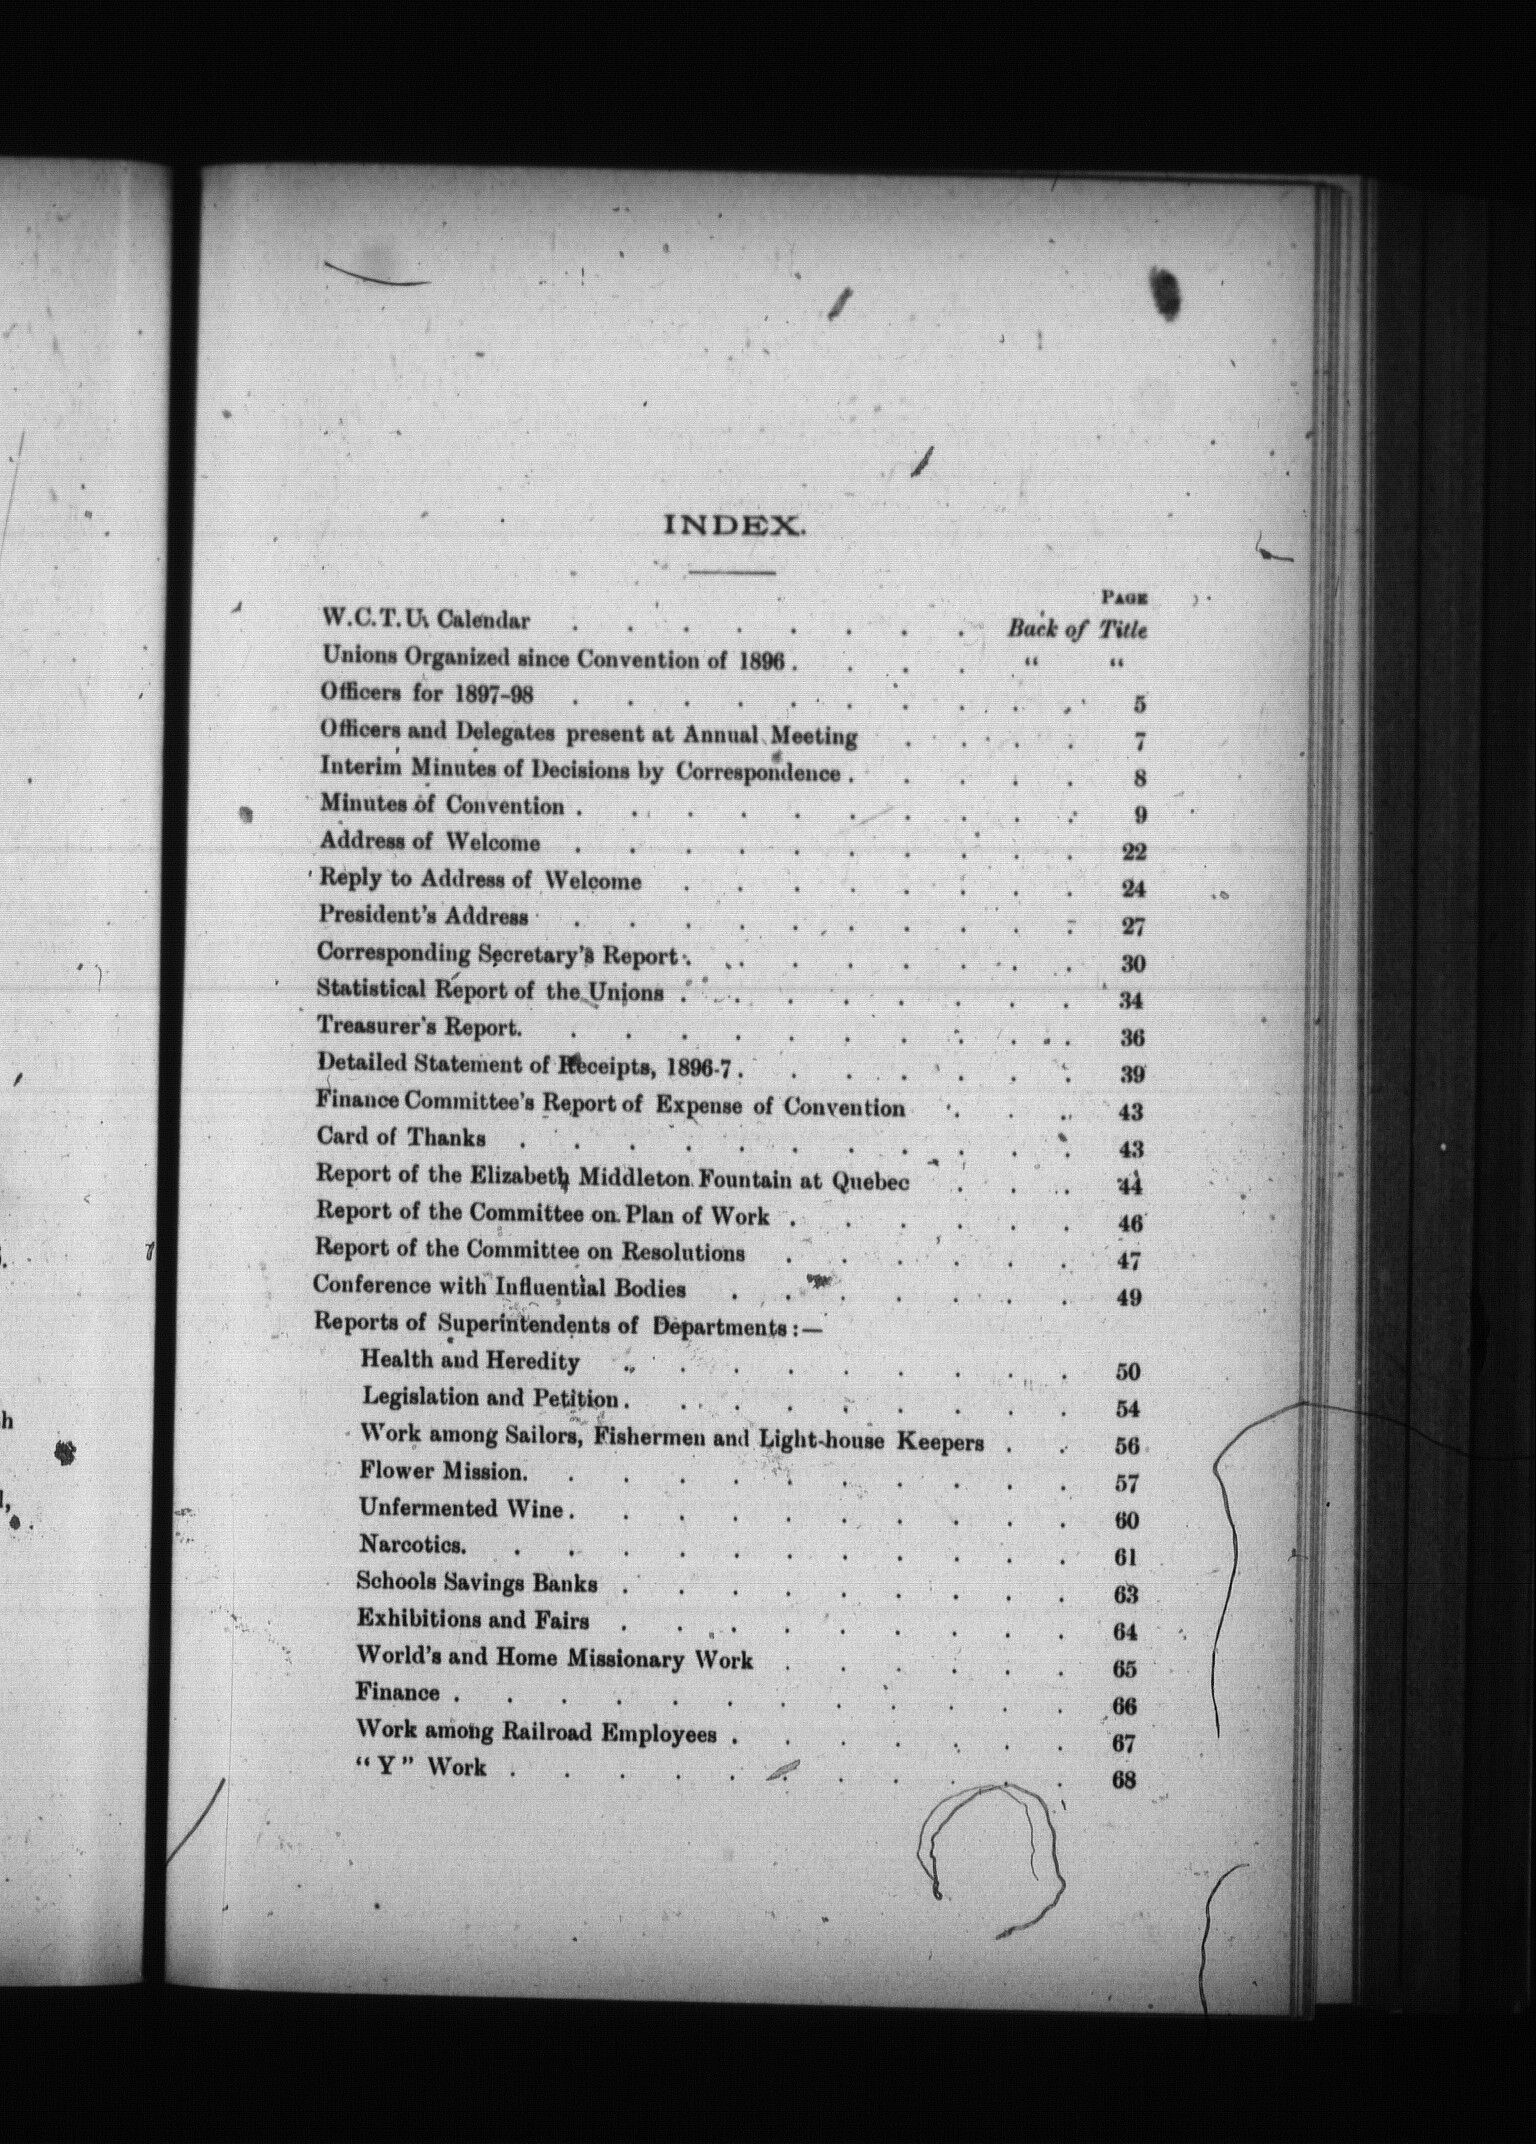 INDEX.
PAGE
W.C.T.U. Calendar . . . . . . . . Back of Title
Unions Organized since Convention of 1896 . . . . “ “
Officers for 1897-98 . . . . . . . . . . 5
Officers and Delegates present at Annual Meeting . . . . 7
Interim Minutes of Decisions by Correspondence . . . . . 8
Minutes of Convention . . . . . . . . . . 9
Address of Welcome . . . . . . . . . . 22
Reply to Address of Welcome . . . . . . . . 24
President's Address . . . . . . . . . . 27
Corresponding Secretary's Report . . . . . . . . 30
Statistical Report of the Unions . . . . . . . . 34
Treasurer's Report. . . . . . . . . . . 36
Detailed Statement of Receipts, 1896-7 . . . . . . . 39
Finance Committee's Report of Expense of Convention . . . 43
Card of Thanks . . . . . . . . . . . 43
Report of the Elizabeth Middleton Fountain at Quebec . . . 44
Report of the Committee on Plan of Work . . . . . . 46
Report of the Committee on Resolutions . . . . . . 47
Conference with Influential Bodies . . . . . . . 49
Reports of Superintendents of Departments :—
Health and Heredity . . . . . . . . . 50
Legislation and Petition . . . . . . . . . 54
Work among Sailors, Fishermen and Light-house Keepers . . 56
Flower Mission. . . . . . . . . . . 57
Unfermented Wine . . . . . . . . . . 60
Narcotics. . . . . . . . . . . . 61
Schools Savings Banks . . . . . . . . . 63
Exhibitions and Fairs . . . . . . . . . 64
World's and Home Missionary Work . . . . . . 65
Finance . . . . . . . . . . . . 66
Work among Railroad Employees . . . . . . . 67
“ Y ” Work . . . . . . . . . . . 68